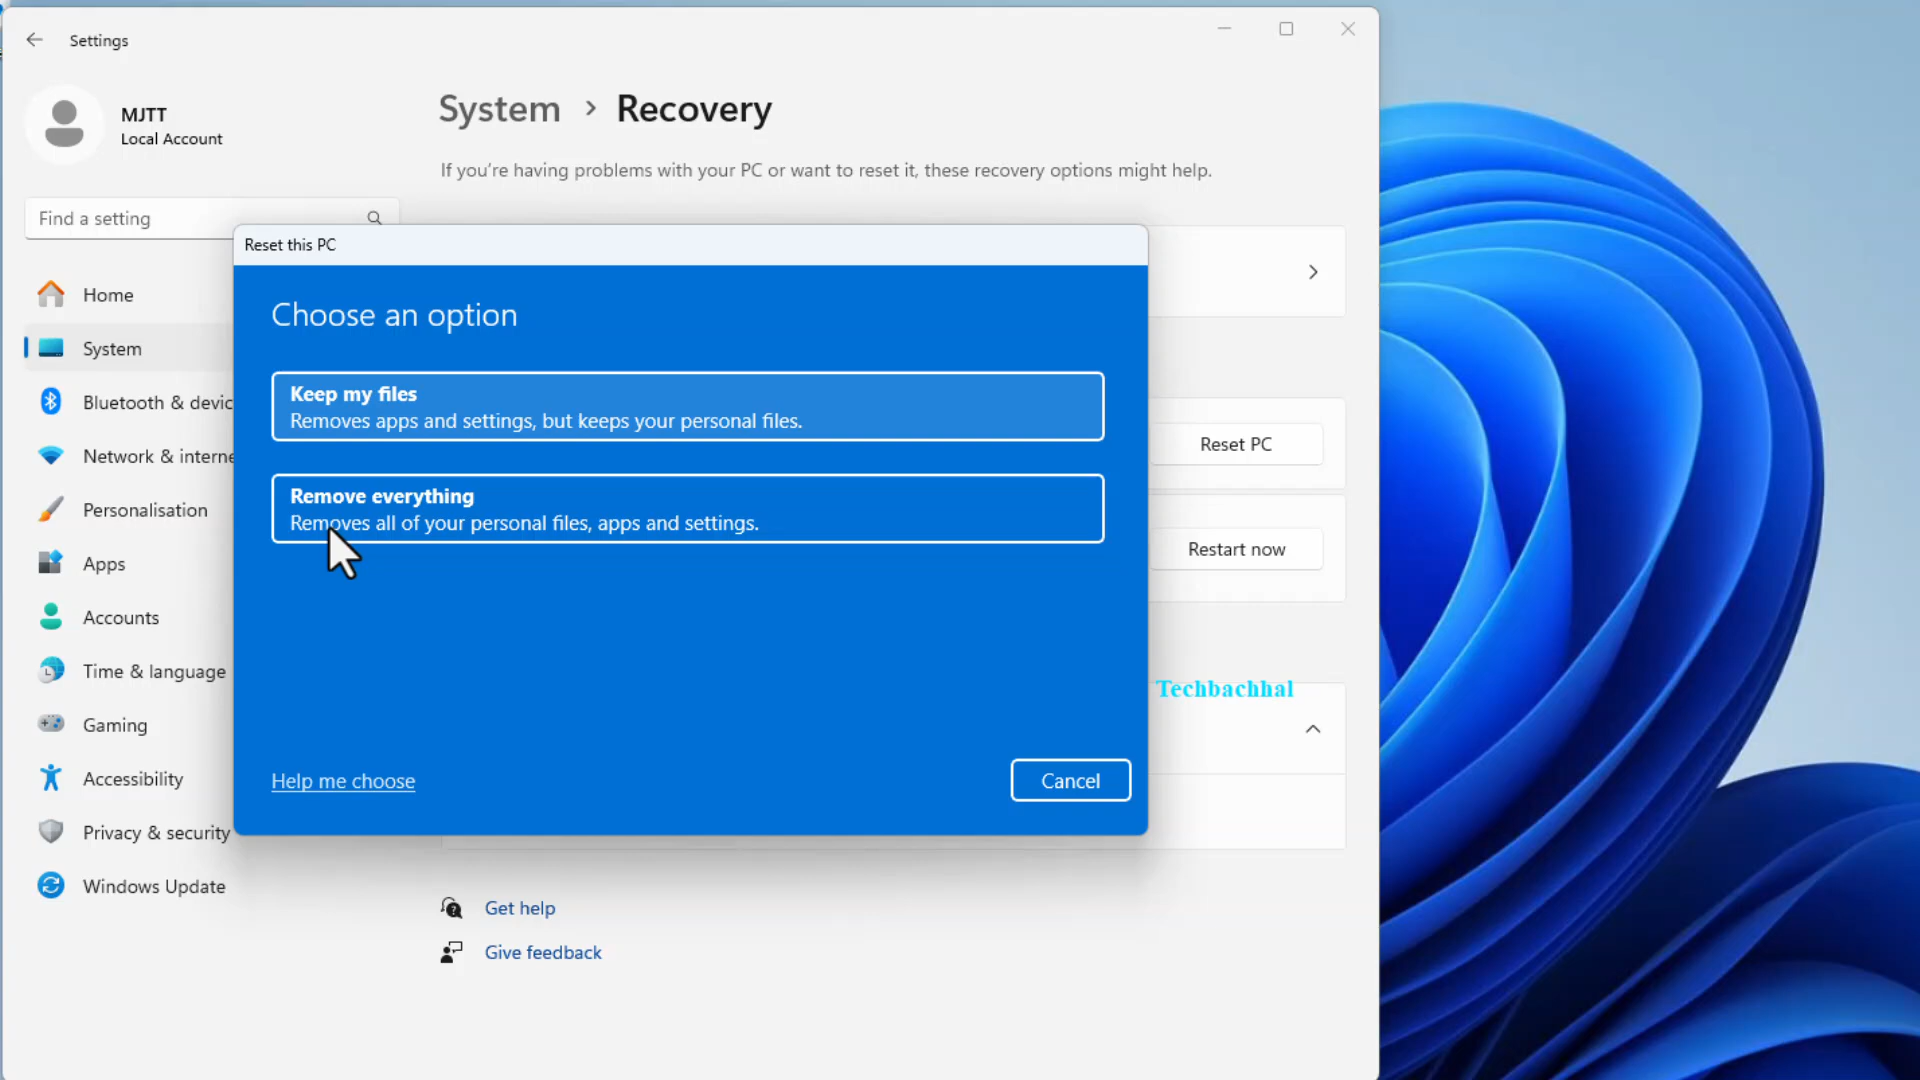 Settings
MJTT
Local Account
Find a setting
Home
System
Bluetooth & devic
Network & interne
Personalisation
Apps
Accounts
Time & language
Gaming
Accessibility
Privacy & security
Windows Update
System > Recovery
If you're having problems with your PC or want to reset it, these recovery options might help.
Reset this PC
Choose an option
Keep my files
Removes apps and settings, but keeps your personal files.
Remove everything
Removes all of your personal files, apps and settings.
Help me choose
Cancel
Reset PC
Restart now
Techbachhal
Get help
Give feedback